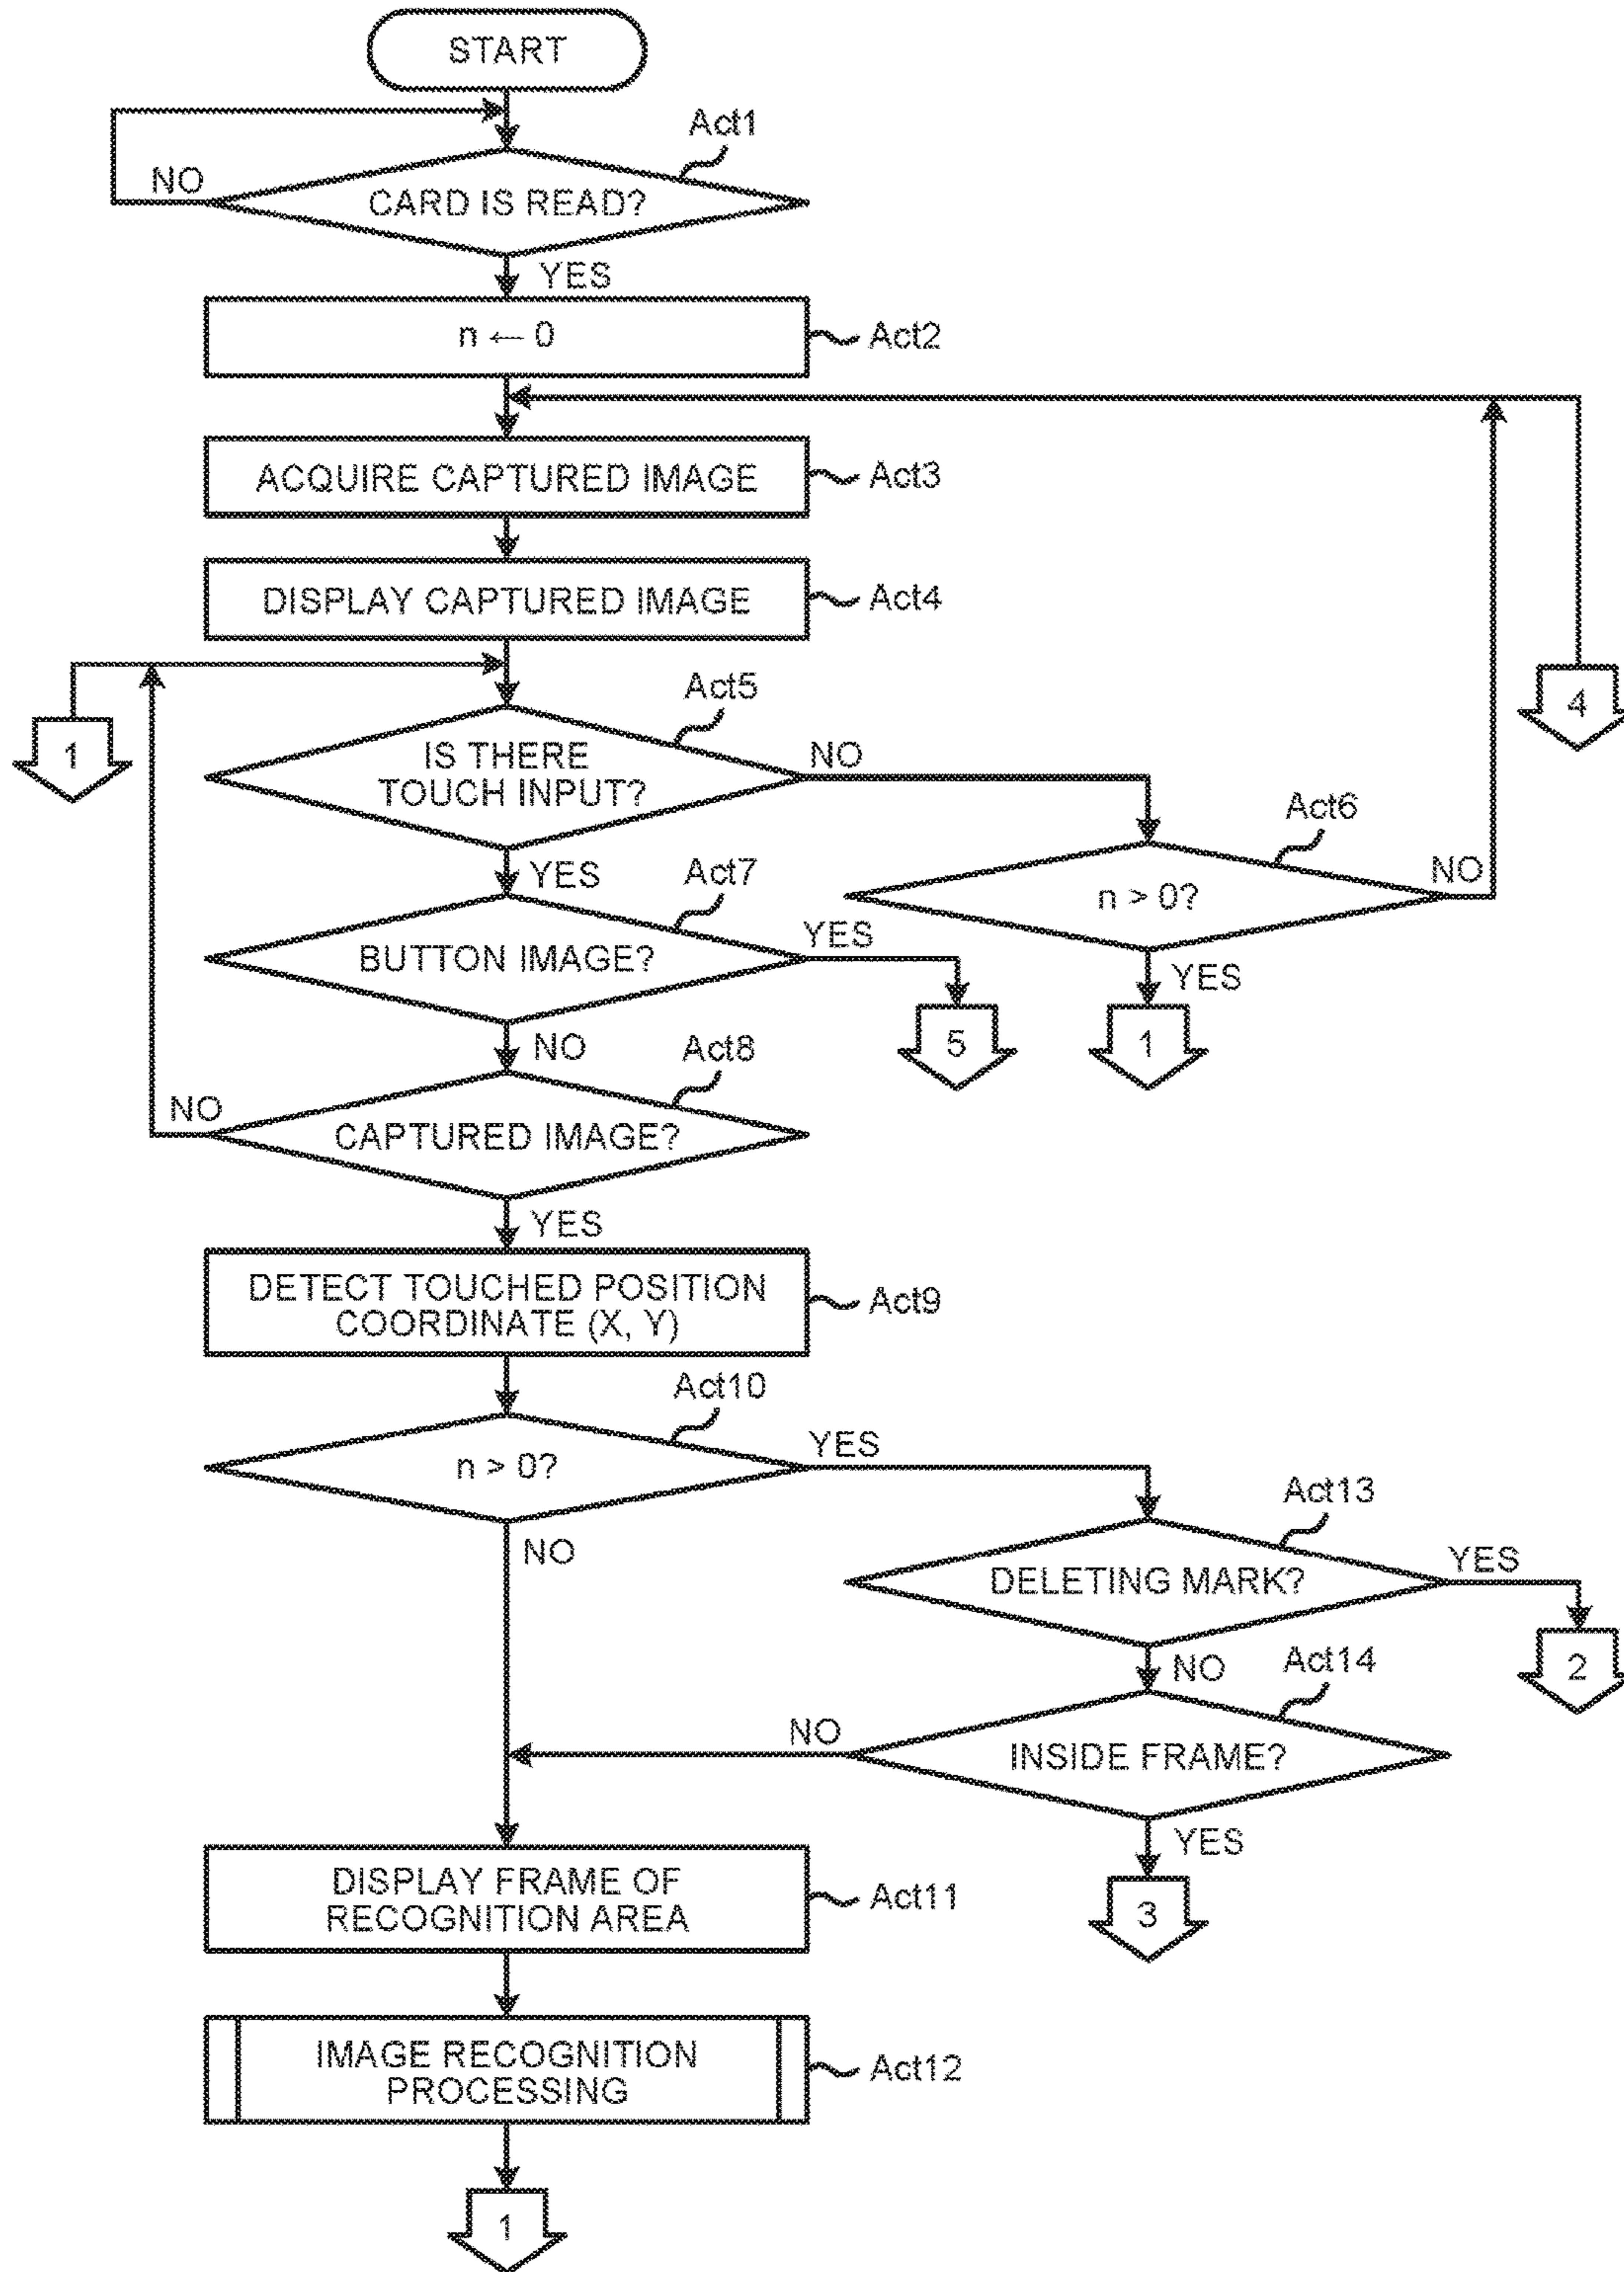 START
Act1
NO
CARD IS READ?
YES
n ← 0
Act2
ACQUIRE CAPTURED IMAGE
Act3
DISPLAY CAPTURED IMAGE
Act4
1
4
Act5
IS THERE
TOUCH INPUT?
NO
Act6
n > 0?
NO
YES
1
YES
Act7
BUTTON IMAGE?
YES
5
NO
Act8
NO
CAPTURED IMAGE?
YES
DETECT TOUCHED POSITION
COORDINATE (X, Y)
Act9
Act10
n > 0?
YES
NO
Act13
DELETING MARK?
YES
2
NO
Act14
INSIDE FRAME?
NO
YES
3
DISPLAY FRAME OF
RECOGNITION AREA
Act11
IMAGE RECOGNITION
PROCESSING
Act12
1